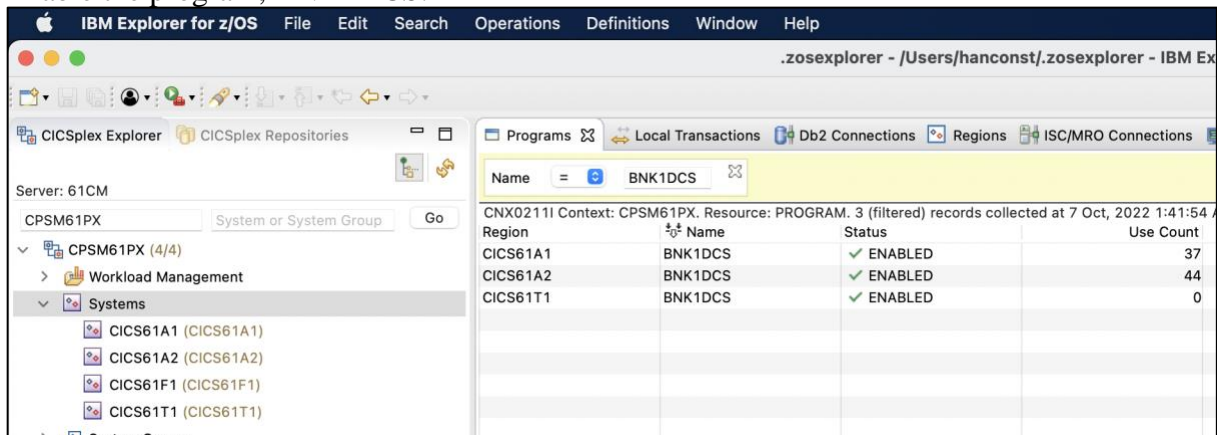 IBM Explorer for z/OS File Edit Search Operations Definitions Window Help
.zosexplorer - /Users/hanconst/.zosexplorer - IBM Ex
CICSplex Explorer CICSplex Repositories
Server: 61CM
CPSM61PX System or System Group Go
CPSM61PX (4/4)
Workload Management
Systems
CICS61A1 (CICS61A1)
CICS61A2 (CICS61A2)
CICS61F1 (CICS61F1)
CICS61T1 (CICS61T1)
Programs Local Transactions Db2 Connections Regions ISC/MRO Connections
Name = BNK1DCS
CNX0211I Context: CPSM61PX. Resource: PROGRAM. 3 (filtered) records collected at 7 Oct, 2022 1:41:54
Region Name Status Use Count
CICS61A1 BNK1DCS ENABLED 37
CICS61A2 BNK1DCS ENABLED 44
CICS61T1 BNK1DCS ENABLED 0